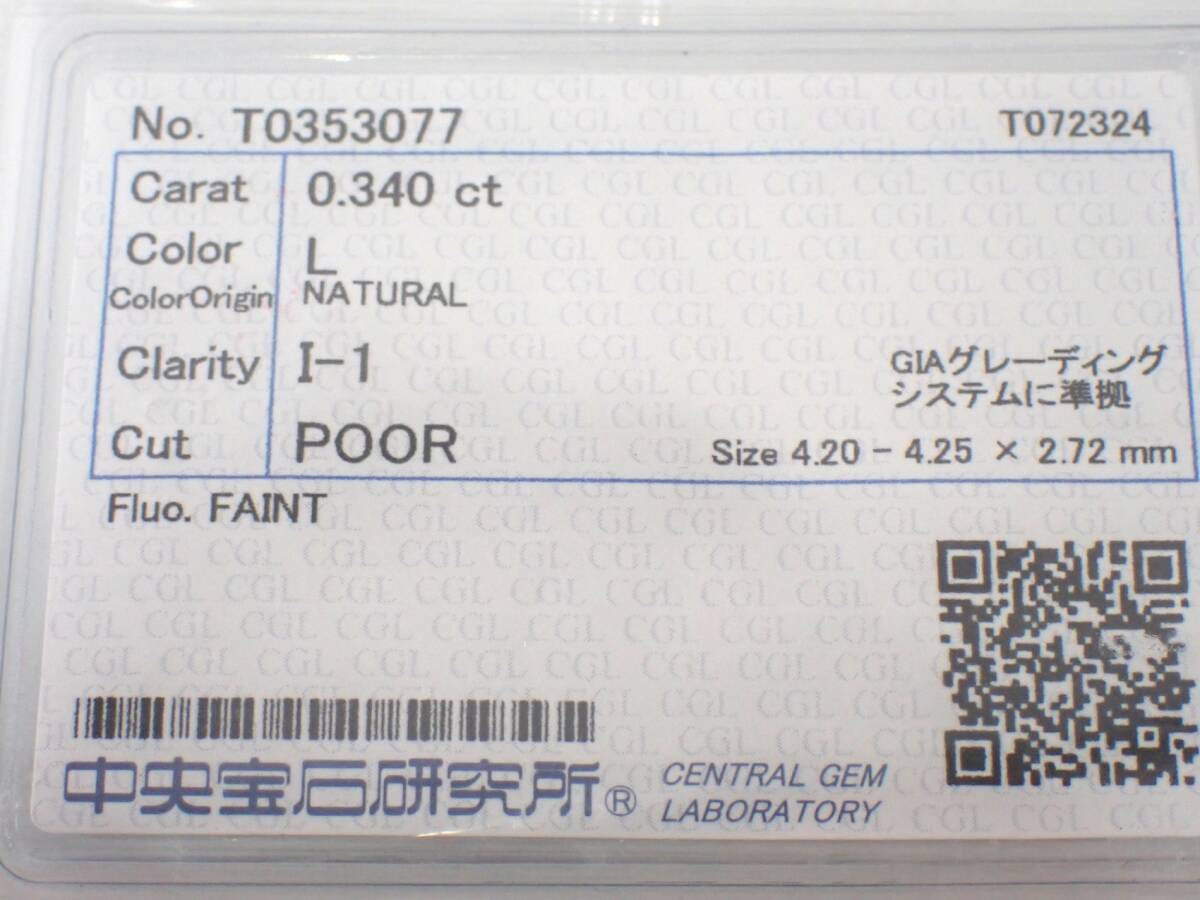 No. T0353077 T072324
Carat 0.340 ct
Color L
ColorOrigin NATURAL
Clarity I-1
GIAグレーディング
システムに準拠
Cut POOR Size 4.20 - 4.25 × 2.72 mm
Fluo. FAINT
中央宝石研究所® CENTRAL GEM
LABORATORY